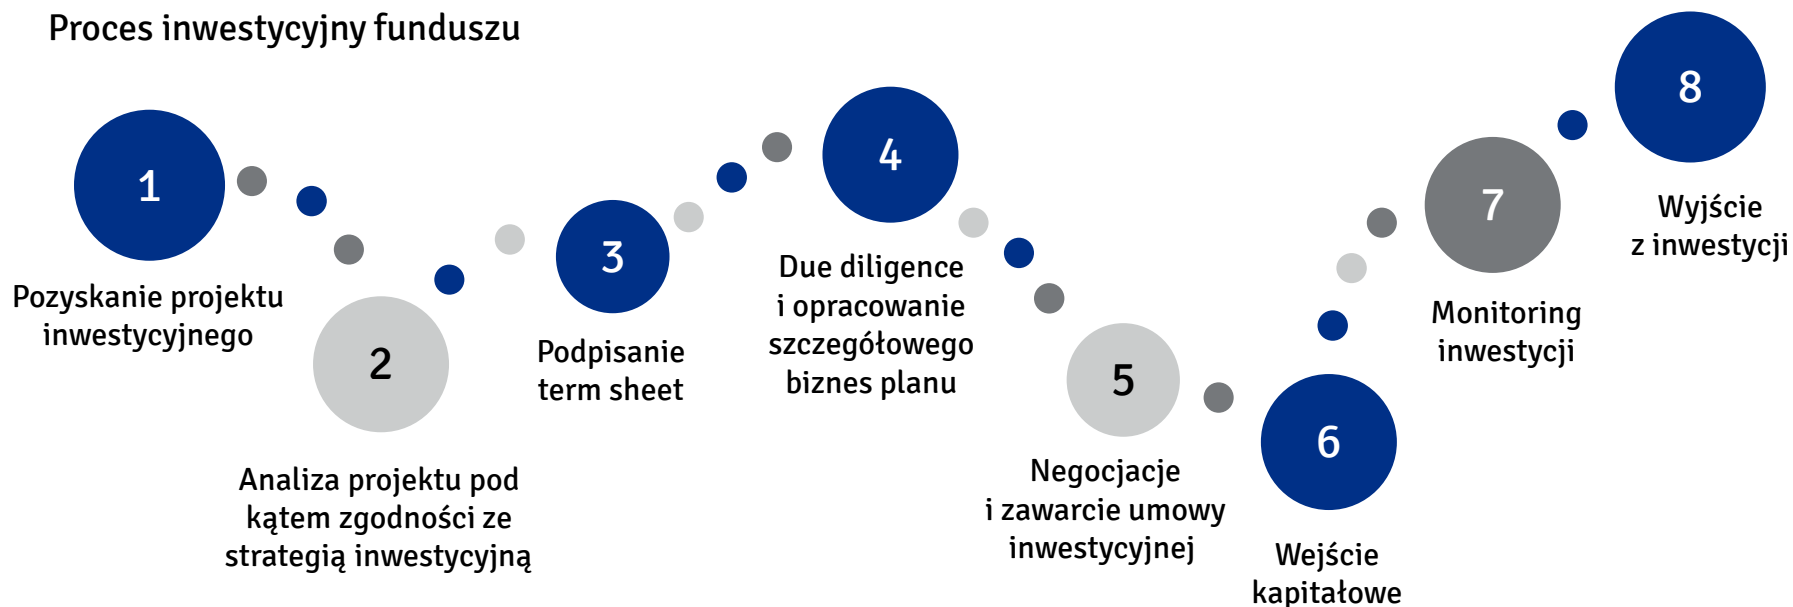 Proces inwestycyjny funduszu
1
Pozyskanie projektu
inwestycyjnego
2
Analiza projektu pod
kątem zgodności ze
strategią inwestycyjną
3
Podpisanie
term sheet
4
Due diligence
i opracowanie
szczegółowego
biznes planu
5
Negocjacje
i zawarcie umowy
inwestycyjnej
6
Wejście
kapitałowe
7
Monitoring
inwestycji
8
Wyjście
z inwestycji